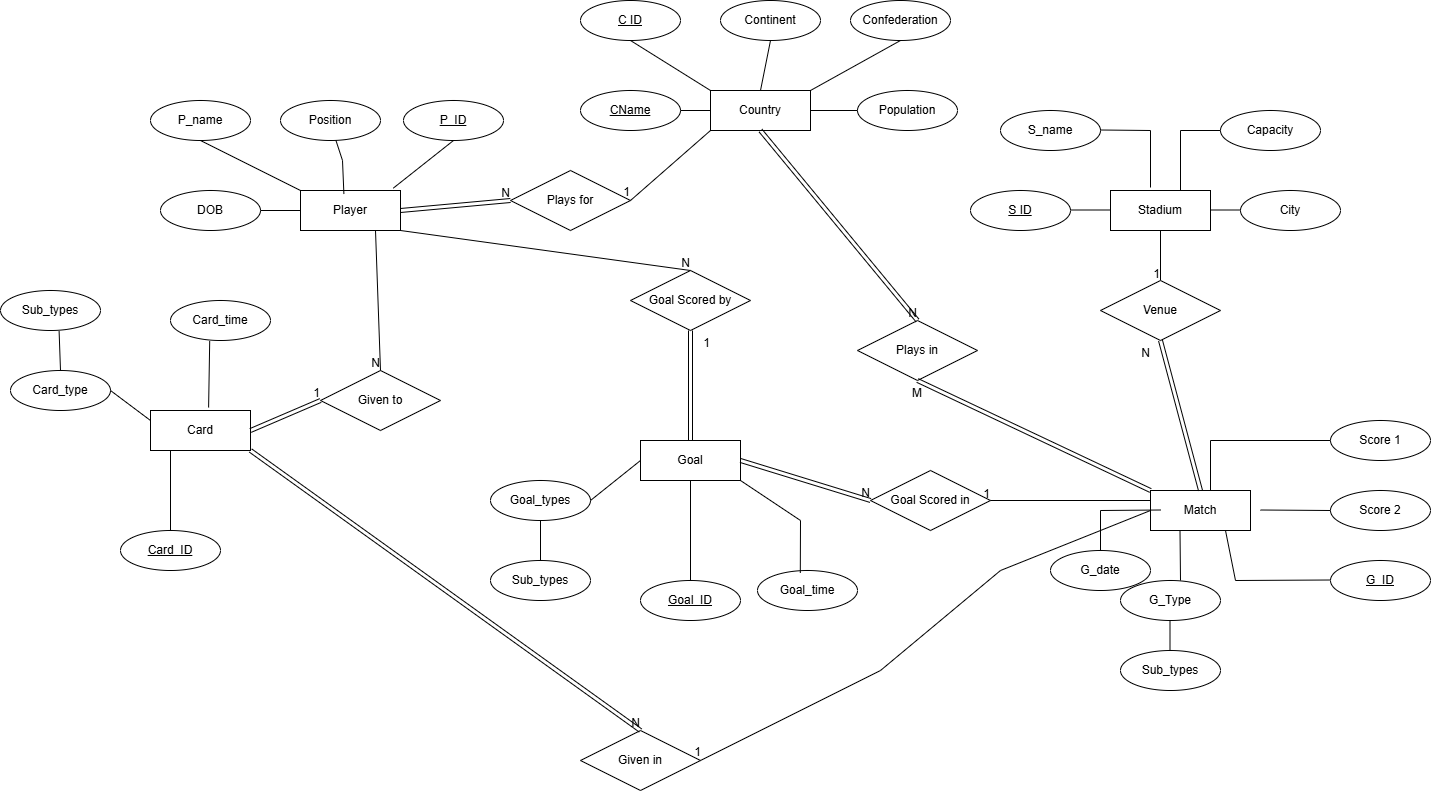 C ID
Continent
Confederation
CName
Country
Population
P_name
Position
P_ID
S_name
Capacity
DOB
Player
N
Plays for
1
S ID
Stadium
City
N
Goal Scored by
1
1
Venue
N
Sub_types
Card_time
N
Plays in
M
Card_type
N
1
Given to
Card
Goal
Score 1
Goal_types
N
Goal Scored in
1
Match
Score 2
Card_ID
Sub_types
Goal_ID
Goal_time
G_date
G_Type
G_ID
Sub_types
N
Given in
1